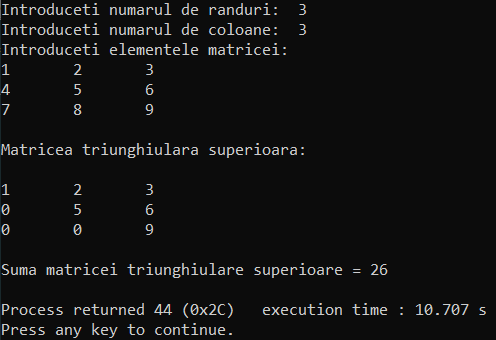 Introduceti numarul de randuri:  3
Introduceti numarul de coloane:  3
Introduceti elementele matricei:
1       2       3
4       5       6
7       8       9
Matricea triunghiulara superioara:
1       2       3
0       5       6
0       0       9
Suma matricei triunghiulare superioare = 26
Process returned 44 (0x2C)   execution time : 10.707 s
Press any key to continue.